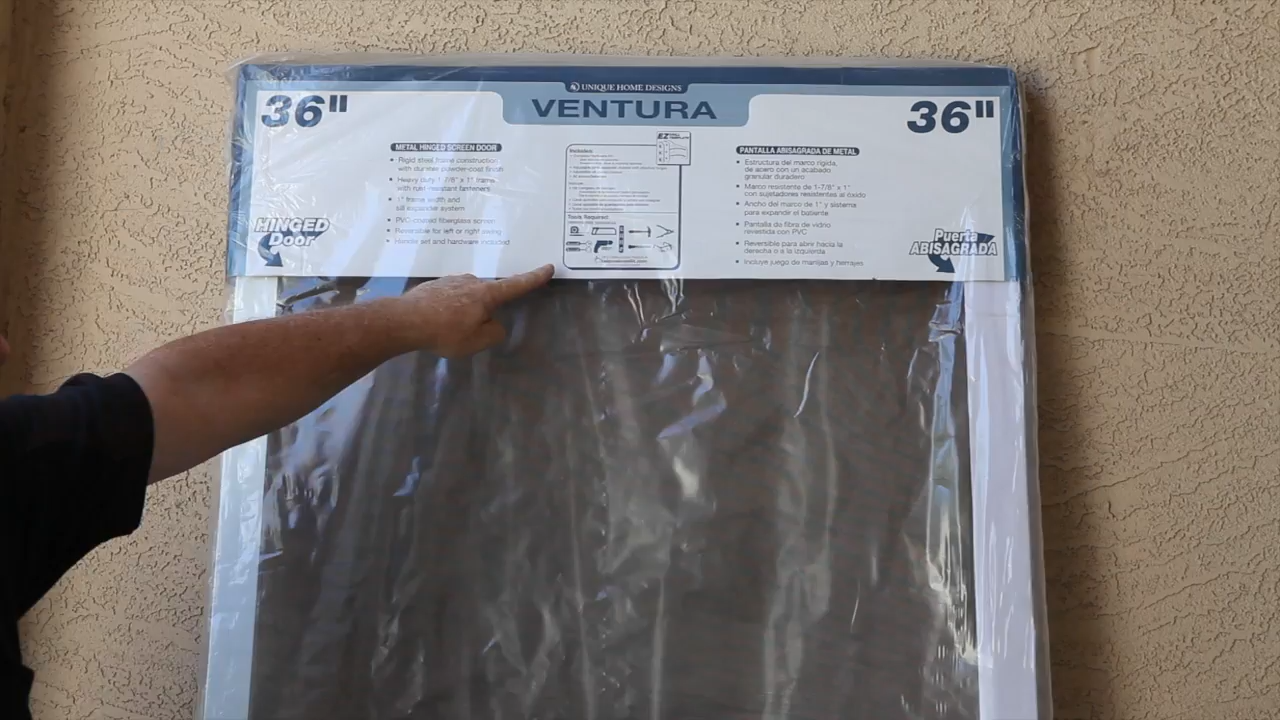 UNIQUE HOME DESIGNS
VENTURA
36"
36"
METAL HINGED SCREEN DOOR
• Rigid steel frame construction
with durable powder-coat finish
• Heavy duty 1-7/8" x 1" frame
with rust-resistant fasteners
• 1" frame width and
sill expander system
• PVC-coated fiberglass screen
• Reversible for left or right swing
• Handle set and hardware included
HINGED
Door
EZ
Includes:
Tools Required:
PANTALLA ABISAGRADA DE METAL
• Estructura del marco rígida,
de acero con un acabado
granular duradero
• Marco resistente de 1-7/8" x 1"
con sujetadores resistentes al óxido
• Ancho del marco de 1" y sistema
para expandir el batiente
• Pantalla de fibra de vidrio
revestida con PVC
• Reversible para abrir hacia la
derecha o a la izquierda
• Incluye juego de manijas y herrajes
Puerta
ABISAGRADA